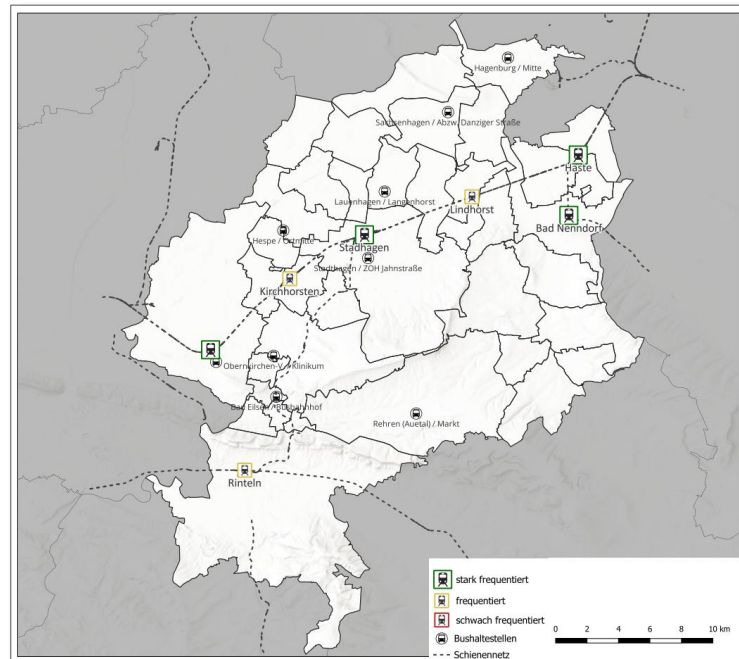 Hagenburg / Mitte
Sachsenhagen / Abzw. Danziger Straße
Haste
Lauenhagen / Langenhorst
Lindhorst
Bad Nenndorf
Hespe / Ortmitte
Stadhagen
Stadthagen / ZOH Jahnstraße
Kirchhorsten
Obernkirchen-V. / Klinikum
Bad Eilsen / Busbahnhof
Rehren (Auetal) / Markt
Rinteln
stark frequentiert
frequentiert
schwach frequentiert
Bushaltestellen
Schienennetz
0 2 4 6 8 10 km